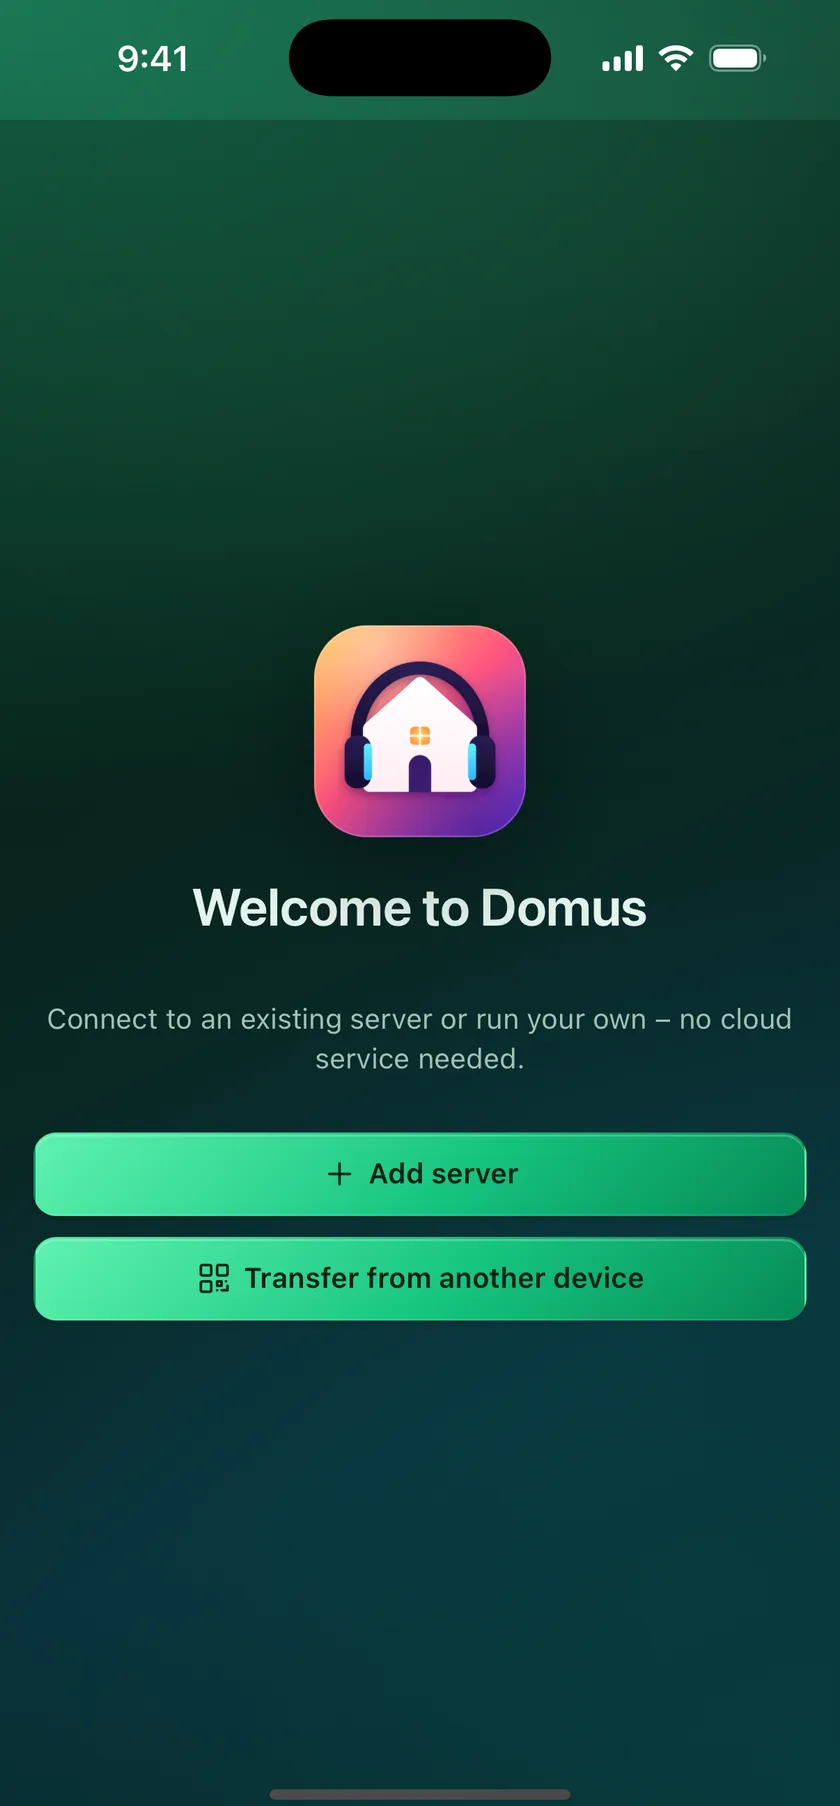 9:41
Welcome to Domus
Connect to an existing server or run your own – no cloud
service needed.
Add server
Transfer from another device